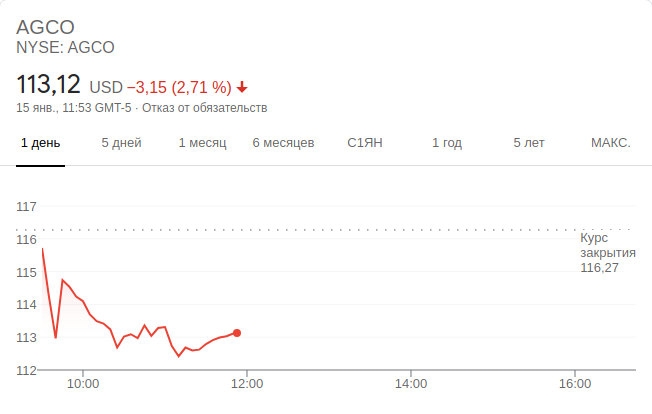 AGCO
NYSE: AGCO
113,12 USD −3,15 (2,71 %)
15 янв., 11:53 GMT-5 · Отказ от обязательств
1 день 5 дней 1 месяц 6 месяцев С1ЯН 1 год 5 лет МАКС.
117
116
115
114
113
112
Курс
закрытия
116,27
10:00 12:00 14:00 16:00